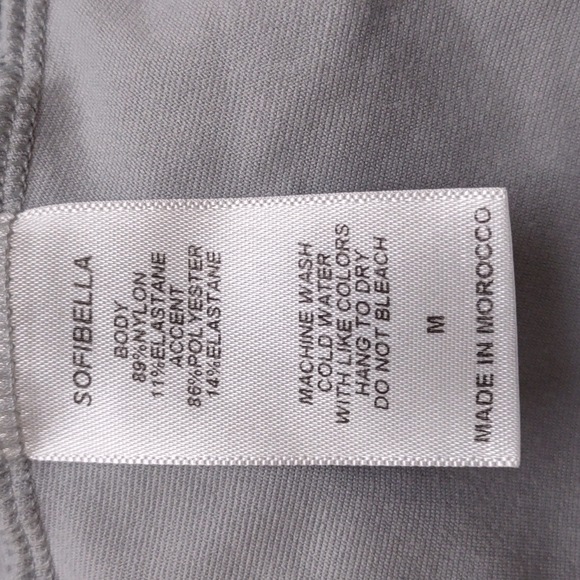 SOFIBELLA
BODY
89%NYLON
11%ELASTANE
ACCENT
86%POLYESTER
14%ELASTANE
MACHINE WASH
COLD WATER
WITH LIKE COLORS
HANG TO DRY
DO NOT BLEACH
M
MADE IN MOROCCO